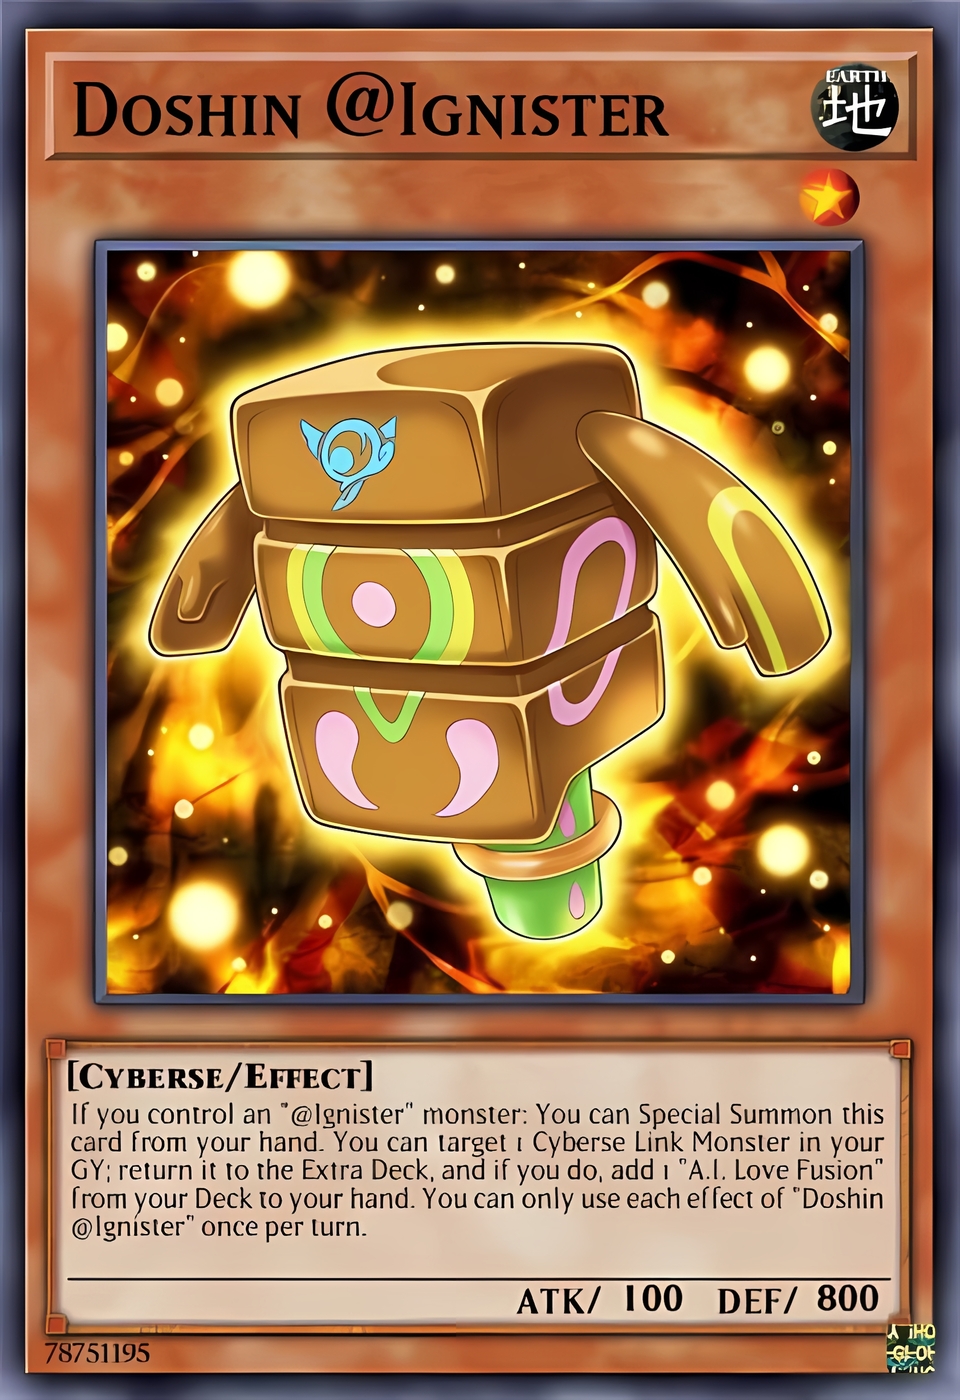 Doshin @Ignister
EARTH
地
[Cyberse/Effect]
If you control an "@Ignister" monster: You can Special Summon this
card from your hand. You can target 1 Cyberse Link Monster in your
GY; return it to the Extra Deck, and if you do, add 1 "A.I. Love Fusion"
from your Deck to your hand. You can only use each effect of "Doshin
@Ignister" once per turn.
ATK/ 100 DEF/ 800
78751195